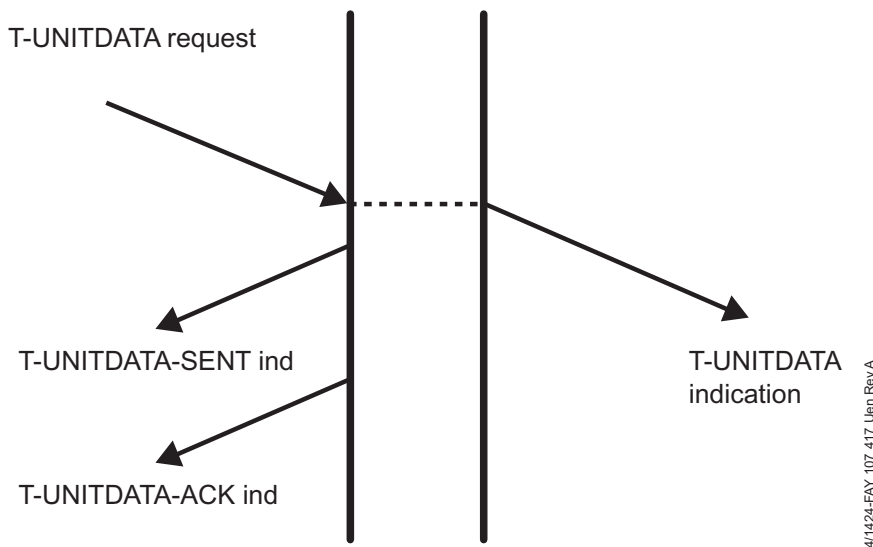 T-UNITDATA request
T-UNITDATA-SENT ind
T-UNITDATA
indication
T-UNITDATA-ACK ind
4/1424-FAY 107 417 Uen Rev A